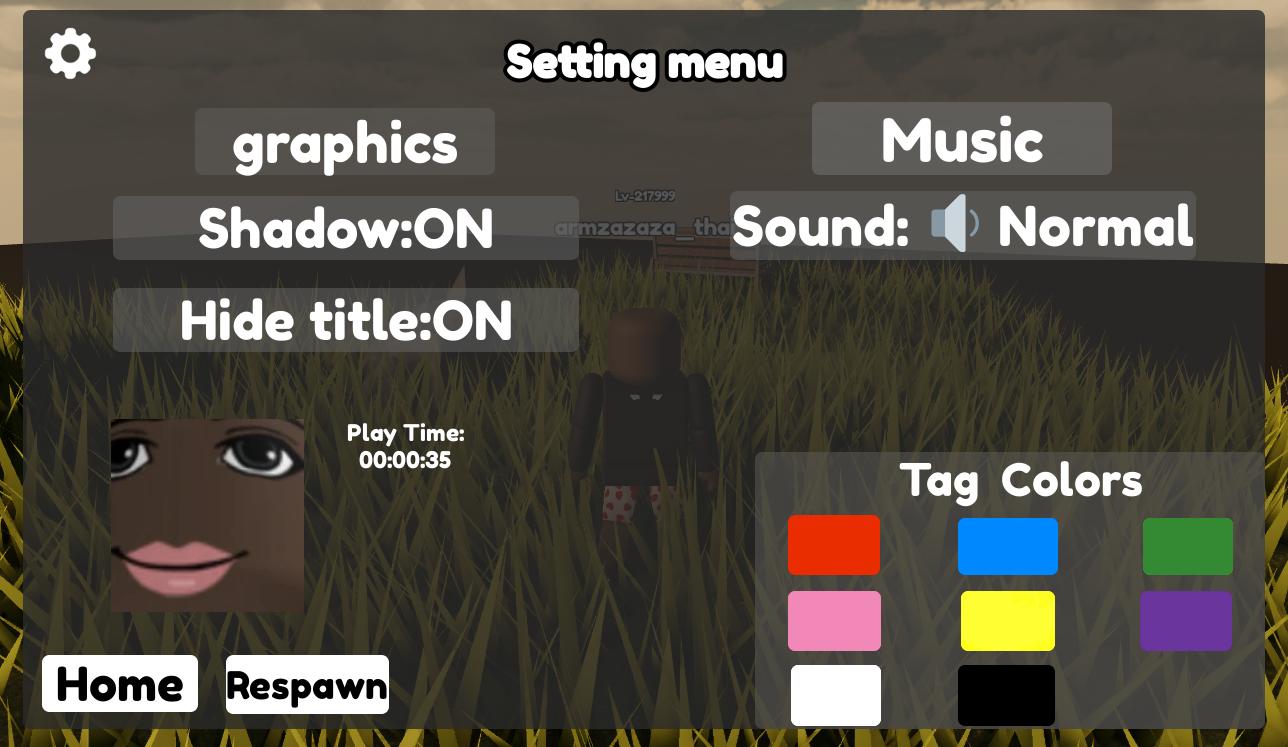 Setting menu
graphics
Music
Shadow:ON
Lv-217999
armzazaza_tha
Sound: 🔈 Normal
Hide title:ON
Play Time:
00:00:35
Tag Colors
Home
Respawn